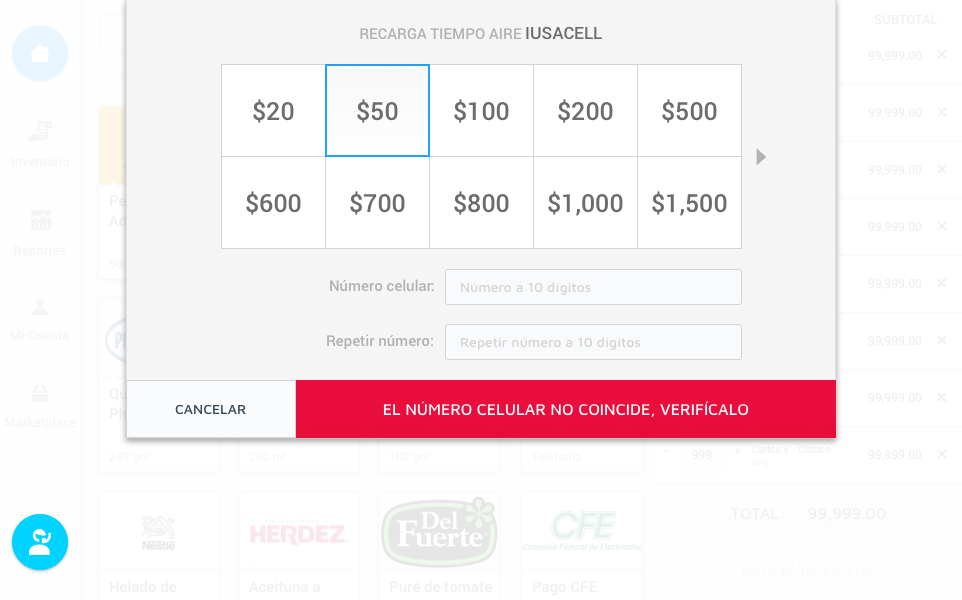 RECARGA TIEMPO AIRE IUSACELL
$20 $50 $100 $200 $500
$600 $700 $800 $1,000 $1,500
Número celular:
Número a 10 dígitos
Repetir número:
Repetir número a 10 dígitos
CANCELAR
EL NÚMERO CELULAR NO COINCIDE, VERIFÍCALO
Inventario
Reportes
Mi Cuenta
Marketplace
249 grs
200 ml
190 grs
Telefonía
Nestlé
HERDEZ
Del Fuerte
CFE
Comisión Federal de Electricidad
Helado de
Aceituna a
Puré de tomate
Pago CFE
SUBTOTAL
99,999.00 ×
99,999.00 ×
99,999.00 ×
99,999.00 ×
99,999.00 ×
99,999.00 ×
99,999.00 ×
- 999 + Carlos V - Clásico 99,999.00 ×
TOTAL: 99,999.00
REALIZAR VENTA